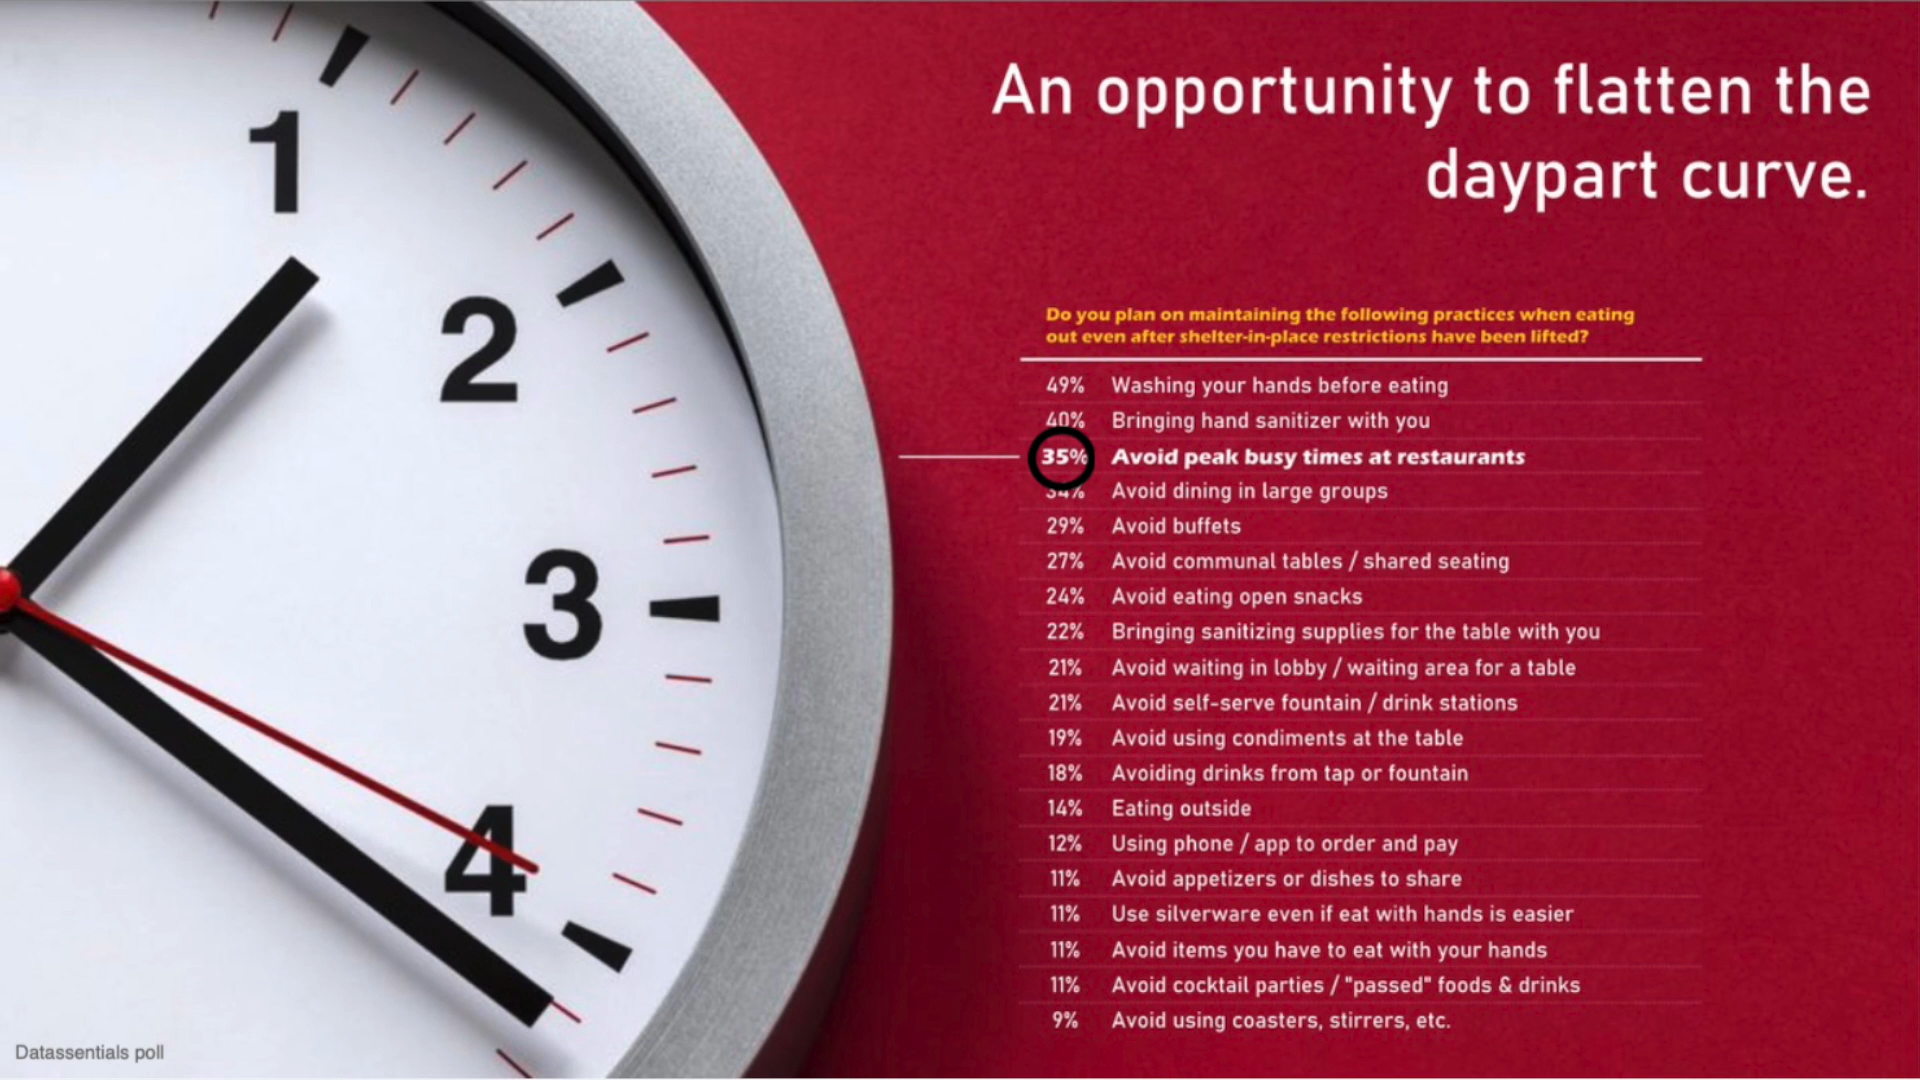 An opportunity to flatten the
daypart curve.
1
2
3
4
Do you plan on maintaining the following practices when eating
out even after shelter-in-place restrictions have been lifted?
49% Washing your hands before eating
40% Bringing hand sanitizer with you
35% Avoid peak busy times at restaurants
34% Avoid dining in large groups
29% Avoid buffets
27% Avoid communal tables / shared seating
24% Avoid eating open snacks
22% Bringing sanitizing supplies for the table with you
21% Avoid waiting in lobby / waiting area for a table
21% Avoid self-serve fountain / drink stations
19% Avoid using condiments at the table
18% Avoiding drinks from tap or fountain
14% Eating outside
12% Using phone / app to order and pay
11% Avoid appetizers or dishes to share
11% Use silverware even if eat with hands is easier
11% Avoid items you have to eat with your hands
11% Avoid cocktail parties / "passed" foods & drinks
9% Avoid using coasters, stirrers, etc.
Datassentials poll